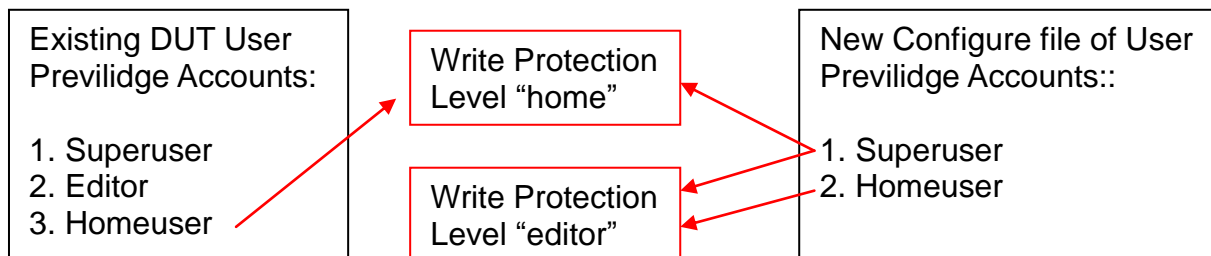 Existing DUT User
Previlidge Accounts:
1. Superuser
2. Editor
3. Homeuser
Write Protection
Level “home”
Write Protection
Level “editor”
New Configure file of User
Previlidge Accounts::
1. Superuser
2. Homeuser